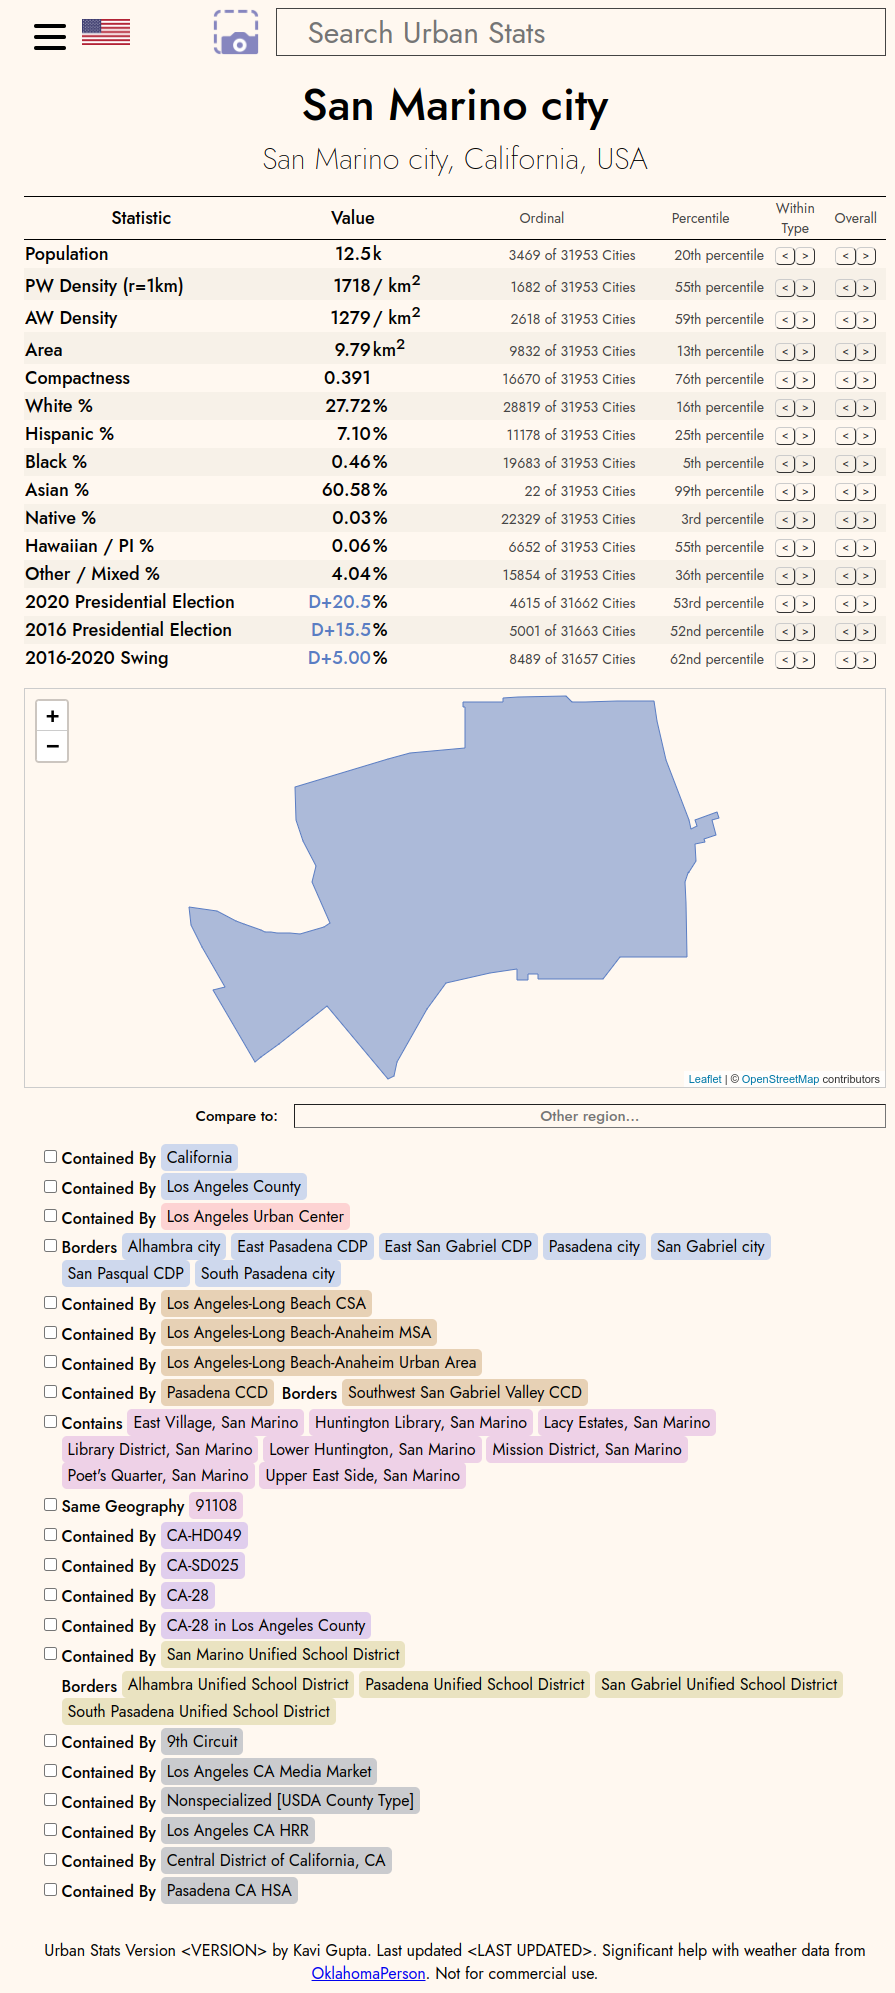 Search Urban Stats
San Marino city
San Marino city, California, USA
Statistic Value Ordinal Percentile Within Type Overall
Population 12.5k 3469 of 31953 Cities 20th percentile < > < >
PW Density (r=1km) 1718/ km² 1682 of 31953 Cities 55th percentile < > < >
AW Density 1279/ km² 2618 of 31953 Cities 59th percentile < > < >
Area 9.79km² 9832 of 31953 Cities 13th percentile < > < >
Compactness 0.391 16670 of 31953 Cities 76th percentile < > < >
White % 27.72% 28819 of 31953 Cities 16th percentile < > < >
Hispanic % 7.10% 11178 of 31953 Cities 25th percentile < > < >
Black % 0.46% 19683 of 31953 Cities 5th percentile < > < >
Asian % 60.58% 22 of 31953 Cities 99th percentile < > < >
Native % 0.03% 22329 of 31953 Cities 3rd percentile < > < >
Hawaiian / PI % 0.06% 6652 of 31953 Cities 55th percentile < > < >
Other / Mixed % 4.04% 15854 of 31953 Cities 36th percentile < > < >
2020 Presidential Election D+20.5% 4615 of 31662 Cities 53rd percentile < > < >
2016 Presidential Election D+15.5% 5001 of 31663 Cities 52nd percentile < > < >
2016-2020 Swing D+5.00% 8489 of 31657 Cities 62nd percentile < > < >
+
−
Leaflet | © OpenStreetMap contributors
Compare to: Other region...
Contained By California
Contained By Los Angeles County
Contained By Los Angeles Urban Center
Borders Alhambra city East Pasadena CDP East San Gabriel CDP Pasadena city San Gabriel city
San Pasqual CDP South Pasadena city
Contained By Los Angeles-Long Beach CSA
Contained By Los Angeles-Long Beach-Anaheim MSA
Contained By Los Angeles-Long Beach-Anaheim Urban Area
Contained By Pasadena CCD Borders Southwest San Gabriel Valley CCD
Contains East Village, San Marino Huntington Library, San Marino Lacy Estates, San Marino
Library District, San Marino Lower Huntington, San Marino Mission District, San Marino
Poet's Quarter, San Marino Upper East Side, San Marino
Same Geography 91108
Contained By CA-HD049
Contained By CA-SD025
Contained By CA-28
Contained By CA-28 in Los Angeles County
Contained By San Marino Unified School District
Borders Alhambra Unified School District Pasadena Unified School District San Gabriel Unified School District
South Pasadena Unified School District
Contained By 9th Circuit
Contained By Los Angeles CA Media Market
Contained By Nonspecialized [USDA County Type]
Contained By Los Angeles CA HRR
Contained By Central District of California, CA
Contained By Pasadena CA HSA
Urban Stats Version <VERSION> by Kavi Gupta. Last updated <LAST UPDATED>. Significant help with weather data from
OklahomaPerson. Not for commercial use.